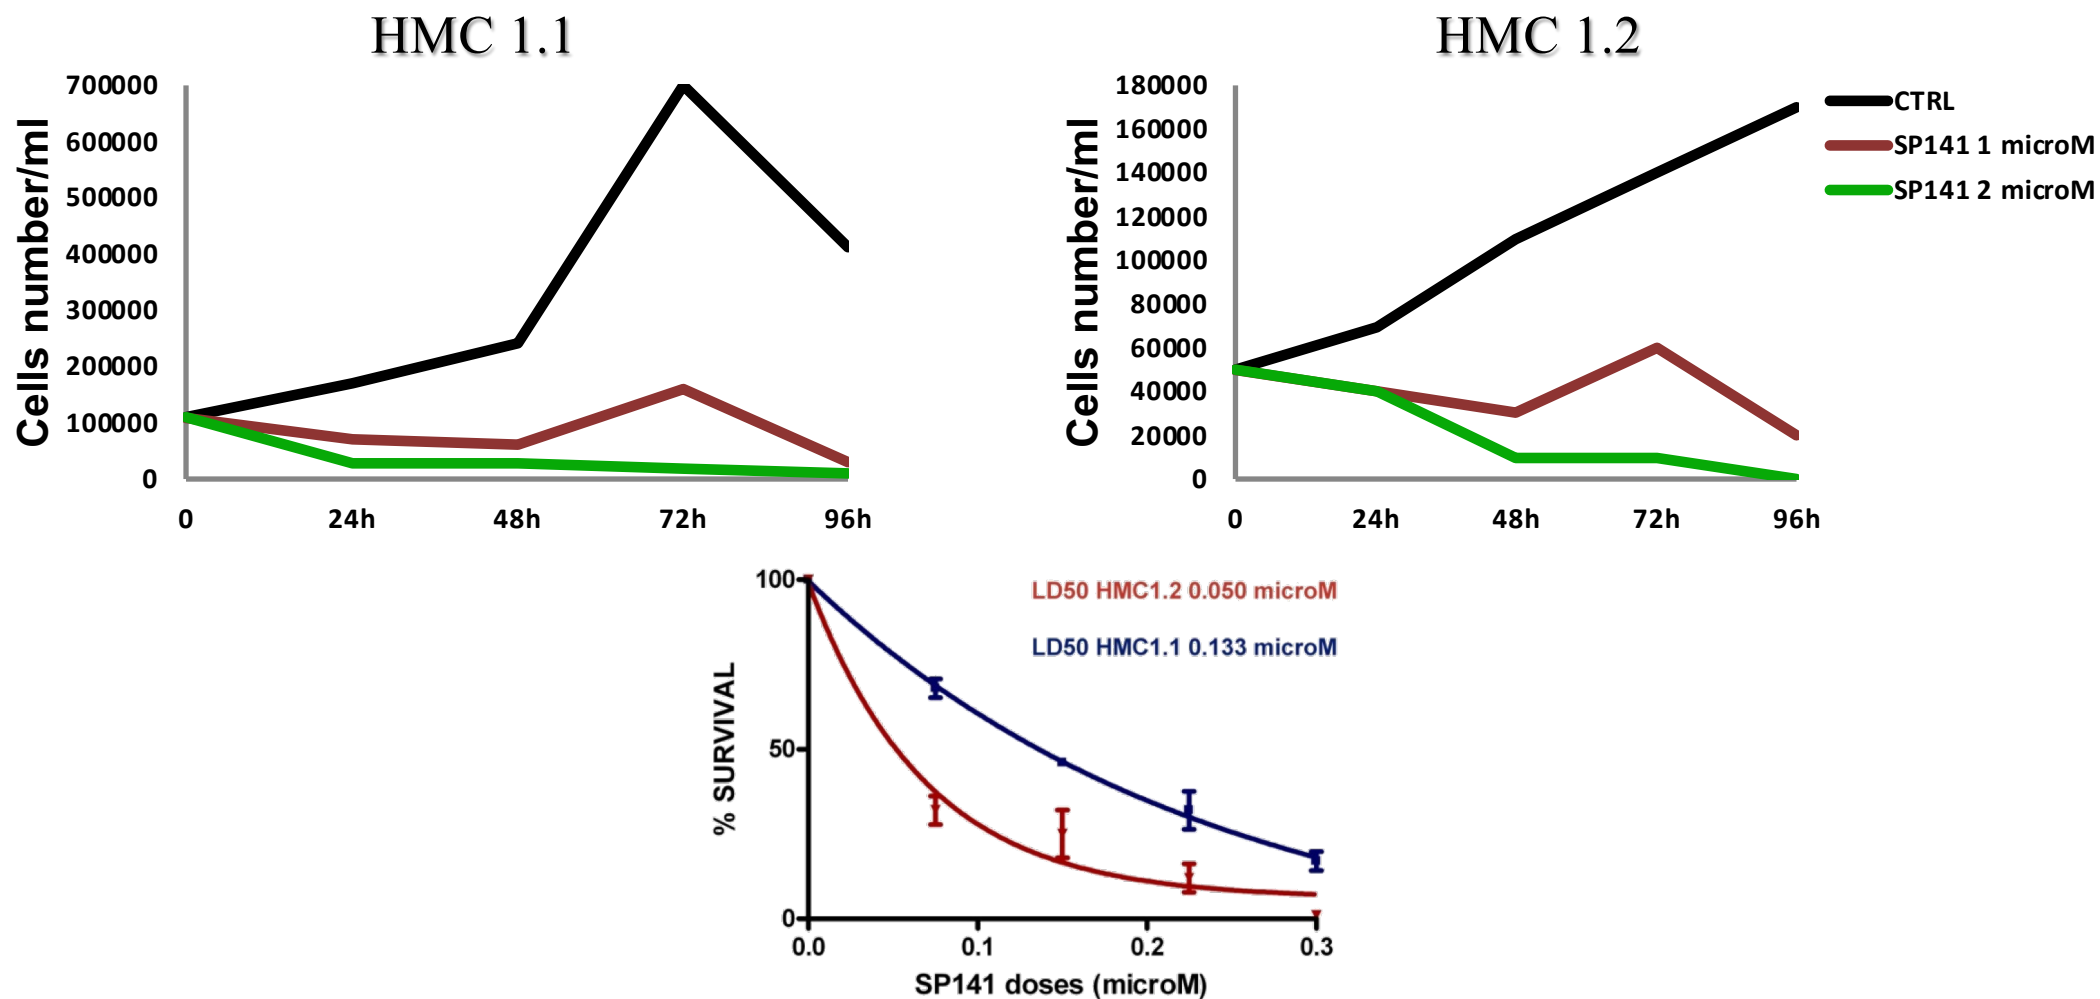 HMC 1.1
HMC 1.2
Cells number/ml
700000
600000
500000
400000
300000
200000
100000
0
0 24h 48h 72h 96h
Cells number/ml
180000
160000
140000
120000
100000
80000
60000
40000
20000
0
0 24h 48h 72h 96h
CTRL
SP141 1 microM
SP141 2 microM
LD50 HMC1.2 0.050 microM
LD50 HMC1.1 0.133 microM
% SURVIVAL
100
50
0
0.0 0.1 0.2 0.3
SP141 doses (microM)